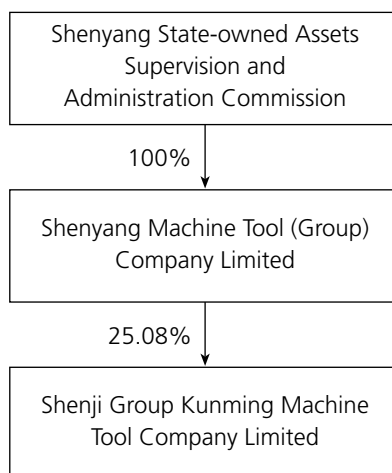 Shenyang State-owned Assets
Supervision and
Administration Commission
100%
Shenyang Machine Tool (Group)
Company Limited
25.08%
Shenji Group Kunming Machine
Tool Company Limited